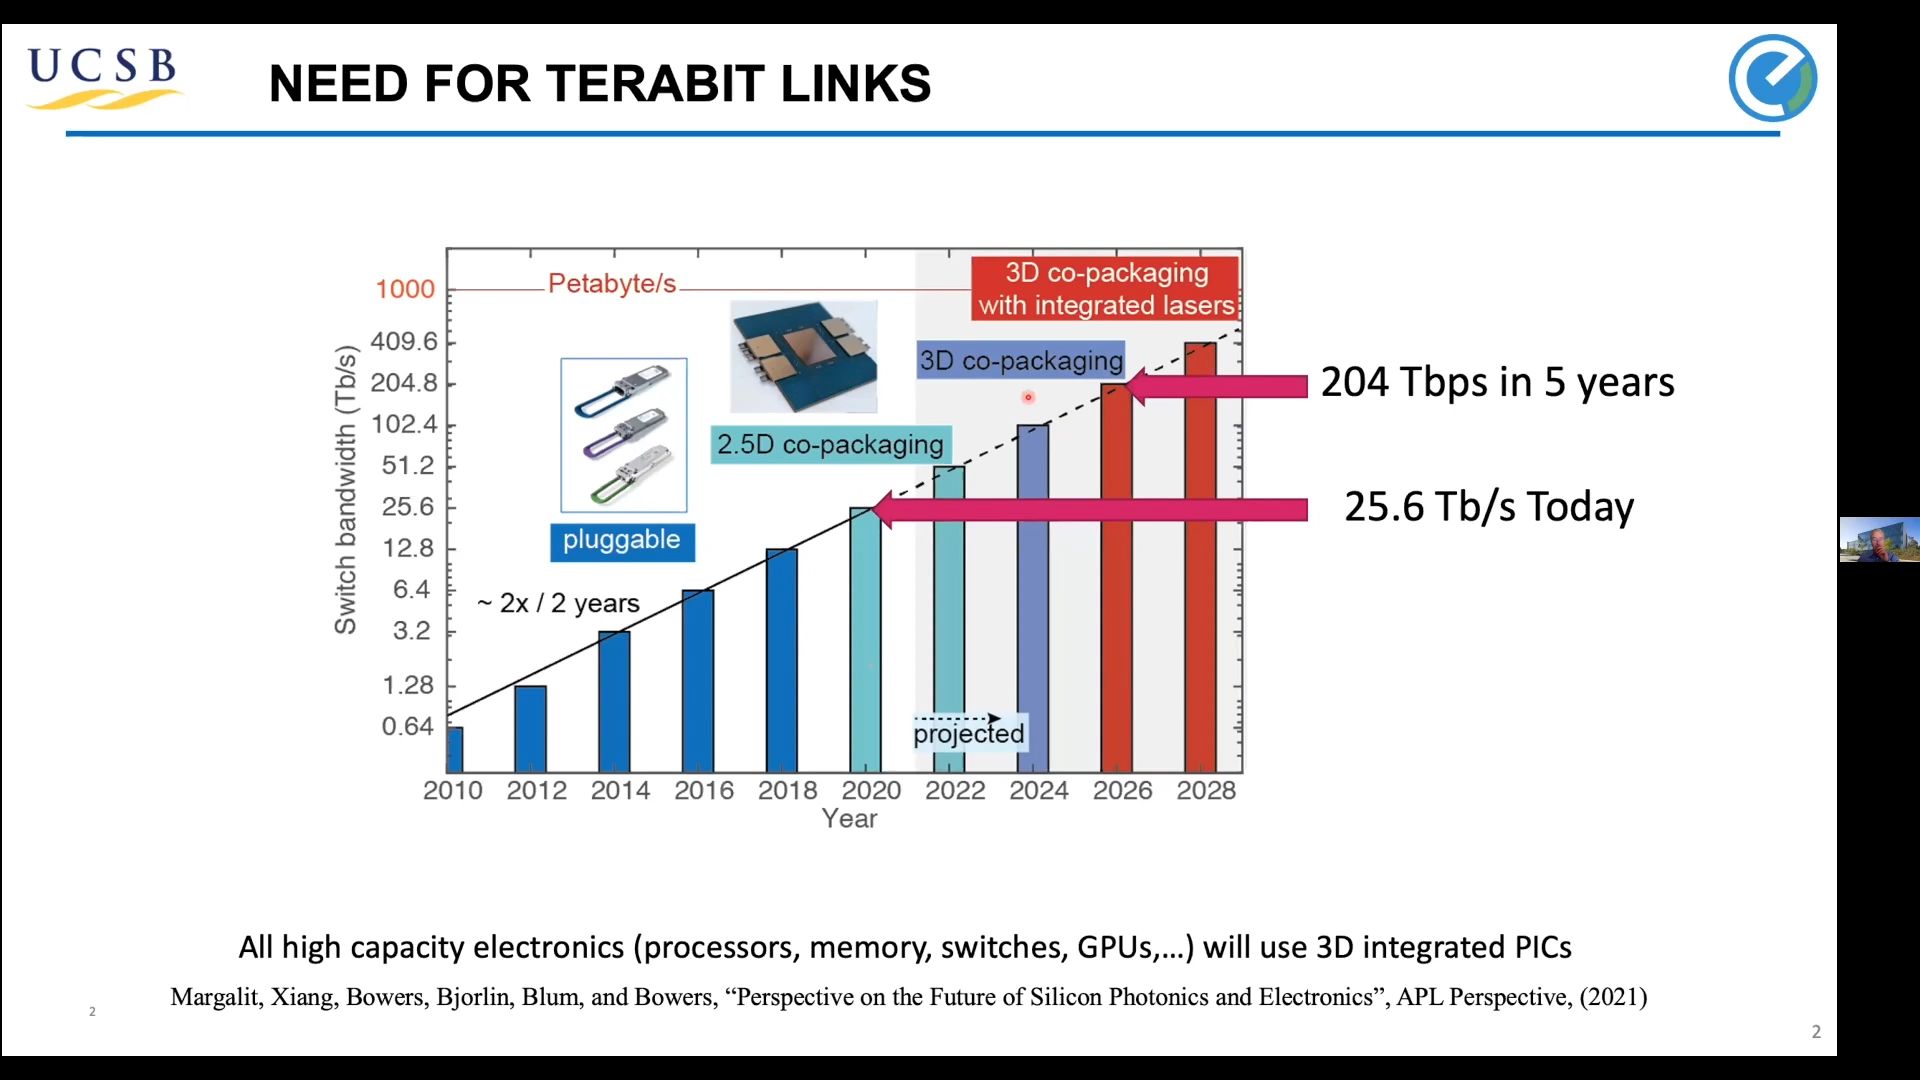 UCSB
NEED FOR TERABIT LINKS
1000
Petabyte/s
3D co-packaging
with integrated lasers
409.6
3D co-packaging
204.8
204 Tbps in 5 years
102.4
2.5D co-packaging
51.2
25.6
25.6 Tb/s Today
12.8
pluggable
6.4
~ 2x / 2 years
3.2
1.28
0.64
projected
Switch bandwidth (Tb/s)
2010 2012 2014 2016 2018 2020 2022 2024 2026 2028
Year
All high capacity electronics (processors, memory, switches, GPUs,...) will use 3D integrated PICs
Margalit, Xiang, Bowers, Bjorlin, Blum, and Bowers, “Perspective on the Future of Silicon Photonics and Electronics”, APL Perspective, (2021)
2
2